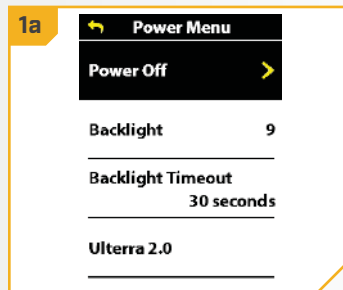 1a
Power Menu
Power Off
Backlight 9
Backlight Timeout
30 seconds
Ulterra 2.0